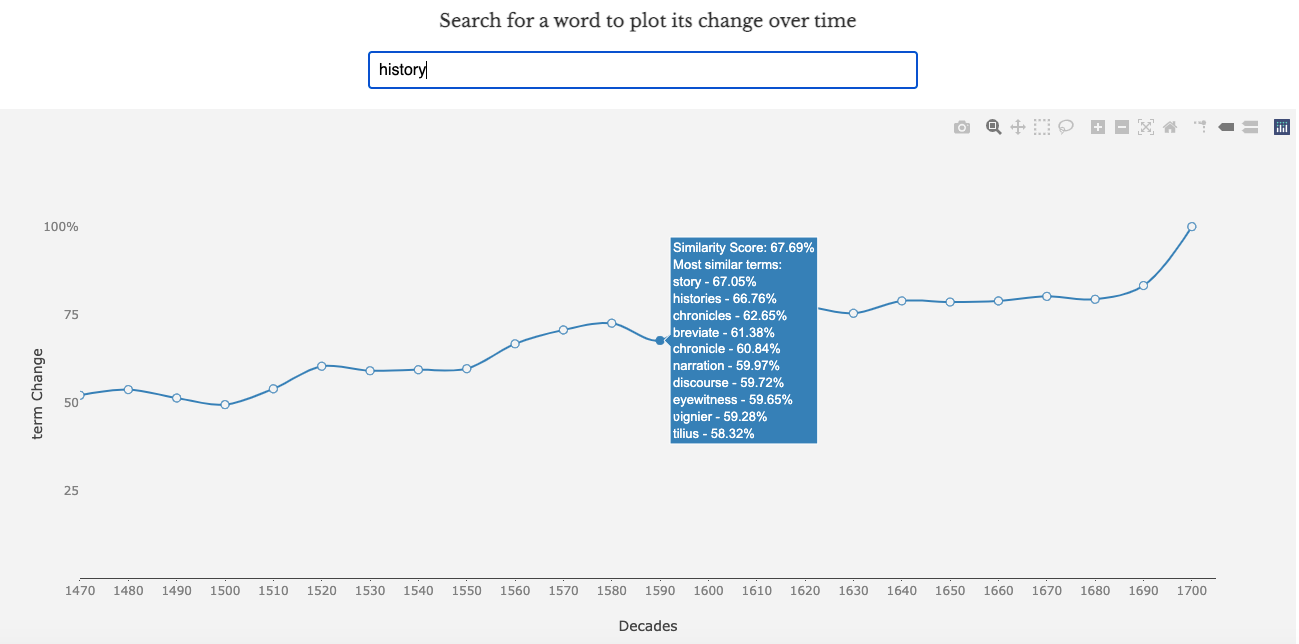 Search for a word to plot its change over time
history
100%
75
50
25
term Change
Similarity Score: 67.69%
Most similar terms:
story - 67.05%
histories - 66.76%
chronicles - 62.65%
breviate - 61.38%
chronicle - 60.84%
narration - 59.97%
discourse - 59.72%
eyewitness - 59.65%
ʋignier - 59.28%
tilius - 58.32%
1470 1480 1490 1500 1510 1520 1530 1540 1550 1560 1570 1580 1590 1600 1610 1620 1630 1640 1650 1660 1670 1680 1690 1700
Decades